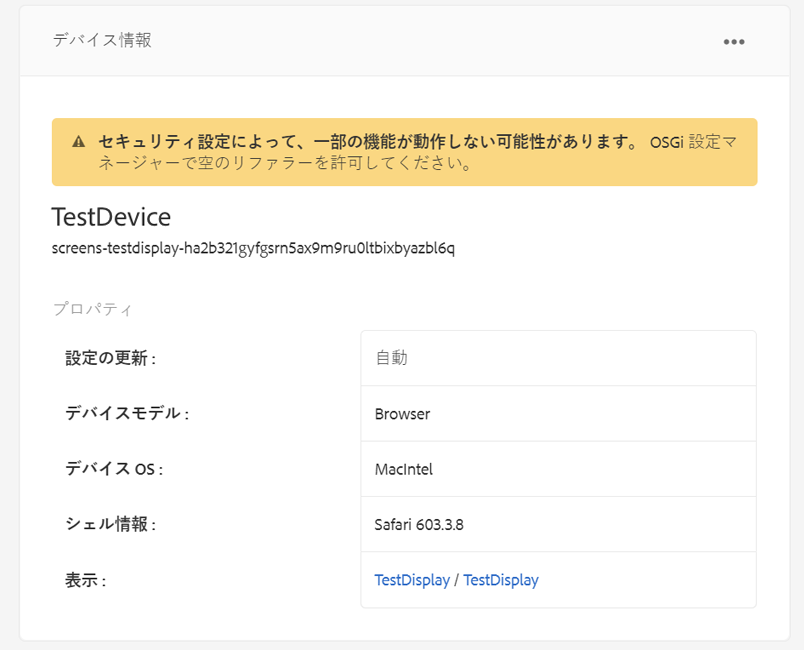 デバイス情報
セキュリティ設定によって、一部の機能が動作しない可能性があります。 OSGi 設定マ
ネージャーで空のリファラーを許可してください。
TestDevice
screens-testdisplay-ha2b321gyfgsrn5ax9m9ru0ltbixbyazbl6q
プロパティ
設定の更新 : 自動
デバイスモデル : Browser
デバイス OS : MacIntel
シェル情報 : Safari 603.3.8
表示 : TestDisplay / TestDisplay